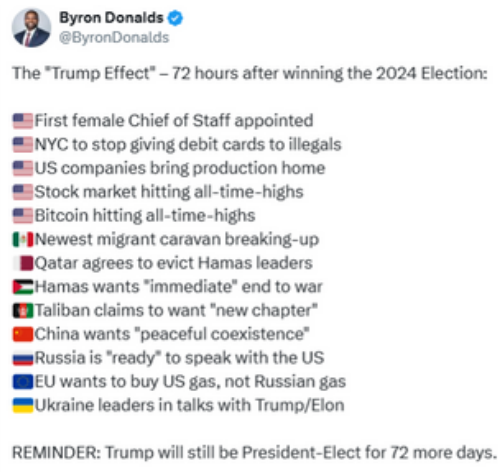 Byron Donalds
@ByronDonalds
The "Trump Effect" – 72 hours after winning the 2024 Election:
🇺🇸First female Chief of Staff appointed
🇺🇸NYC to stop giving debit cards to illegals
🇺🇸US companies bring production home
🇺🇸Stock market hitting all-time-highs
🇺🇸Bitcoin hitting all-time-highs
🇲🇽Newest migrant caravan breaking-up
🇶🇦Qatar agrees to evict Hamas leaders
🇵🇸Hamas wants "immediate" end to war
🇦🇫Taliban claims to want "new chapter"
🇨🇳China wants "peaceful coexistence"
🇷🇺Russia is "ready" to speak with the US
🇪🇺EU wants to buy US gas, not Russian gas
🇺🇦Ukraine leaders in talks with Trump/Elon
REMINDER: Trump will still be President-Elect for 72 more days.